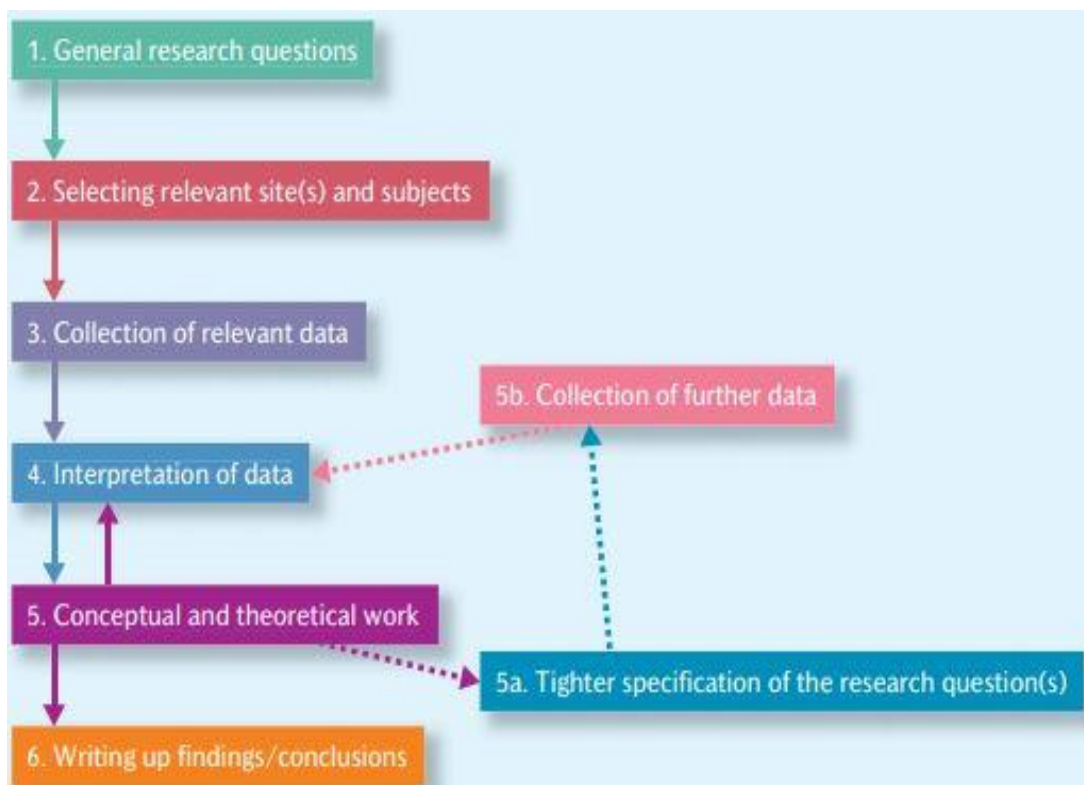 1. General research questions
2. Selecting relevant site(s) and subjects
3. Collection of relevant data
5b. Collection of further data
4. Interpretation of data
5. Conceptual and theoretical work
5a. Tighter specification of the research question(s)
6. Writing up findings/conclusions